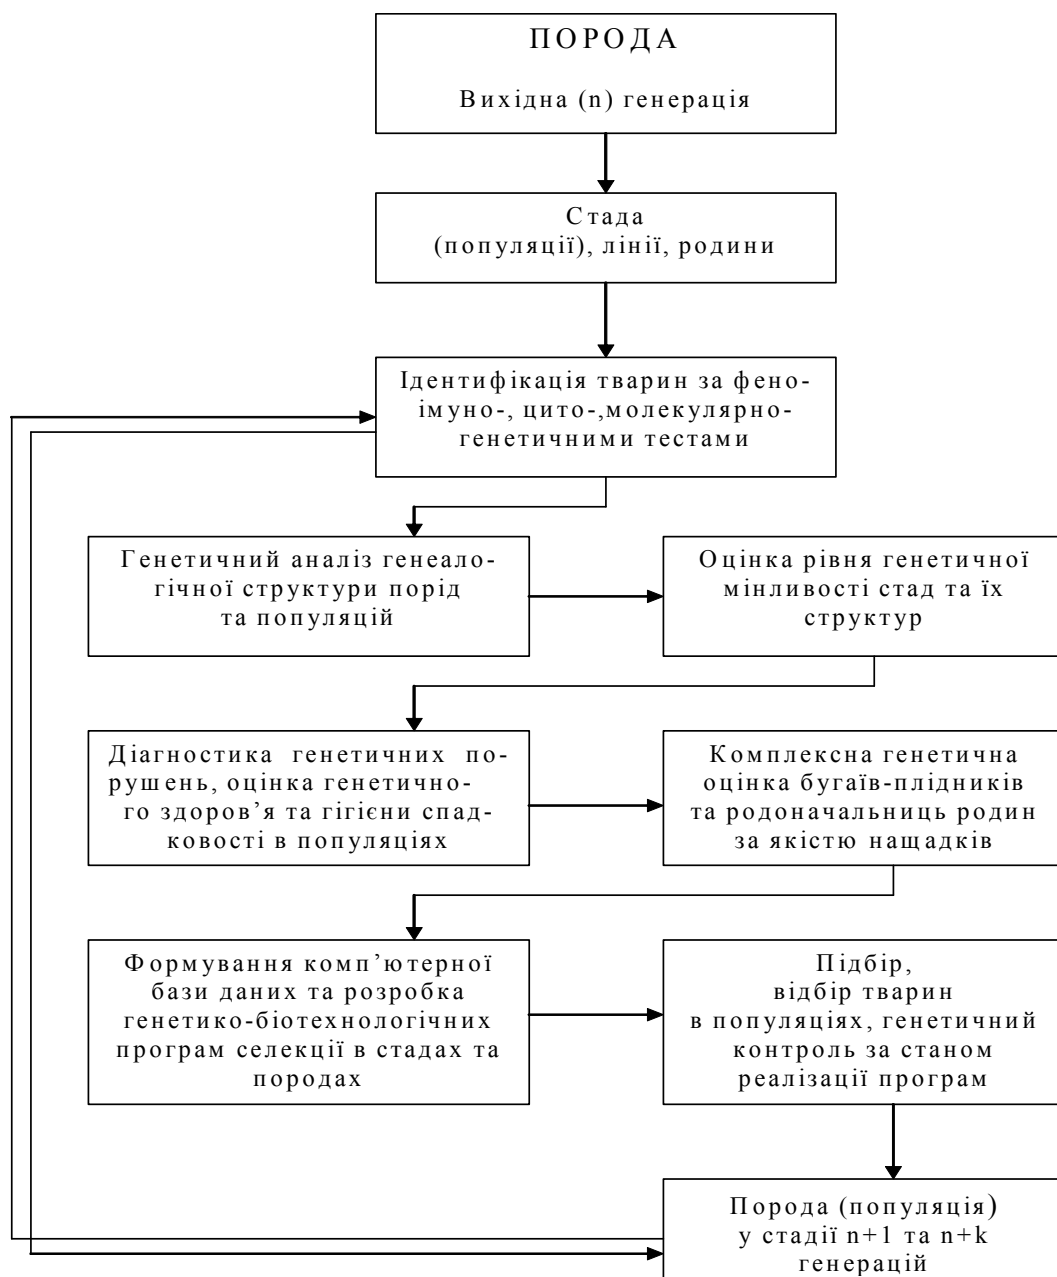 ПОРОДА
Вихідна (n) генерація
Стада
(популяції), лінії, родини
Ідентифікація тварин за фено-
імуно-, цито-,молекулярно-
генетичними тестами
Генетичний аналіз генеало-
гічної структури порід
та популяцій
Оцінка рівня генетичної
мінливості стад та їх
структур
Діагностика генетичних по-
рушень, оцінка генетично-
го здоров’я та гігієни спад-
ковості в популяціях
Комплексна генетична
оцінка бугаїв-плідників
та родоначальниць родин
за якістю нащадків
Формування комп’ютерної
бази даних та розробка
генетико-біотехнологічних
програм селекції в стадах та
породах
Підбір,
відбір тварин
в популяціях, генетичний
контроль за станом
реалізації програм
Порода (популяція)
у стадії n+1 та n+k
генерацій